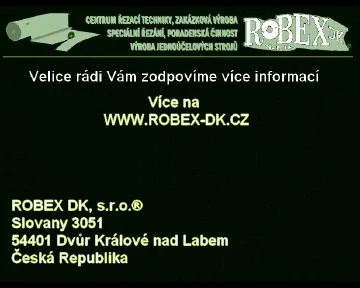 CENTRUM ŘEZACÍ TECHNIKY, ZAKÁZKOVÁ VÝROBA
SPECIÁLNÍ ŘEZÁNÍ, PORADENSKÁ ČINNOST
VÝROBA JEDNOÚČELOVÝCH STROJŮ
ROBEX DK
Velice rádi Vám zodpovíme více informací
Více na
WWW.ROBEX-DK.CZ
ROBEX DK, s.r.o.®
Slovany 3051
54401 Dvůr Králové nad Labem
Česká Republika